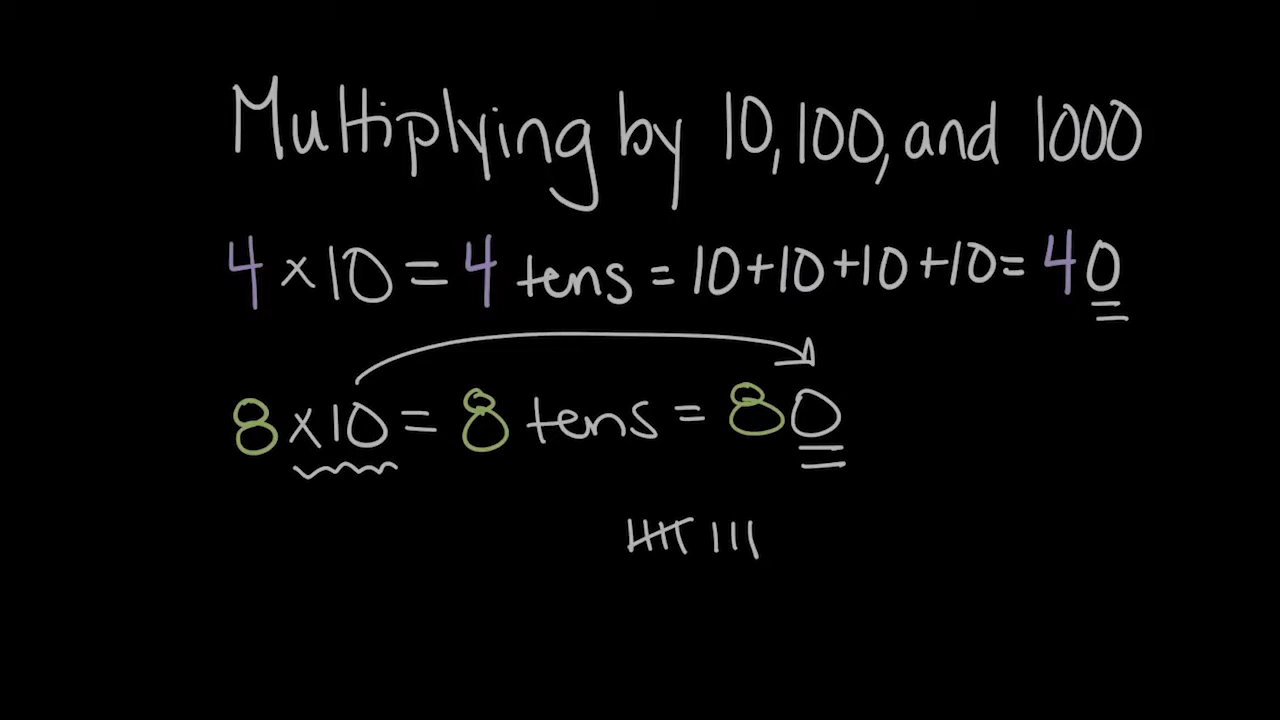 Multiplying by 10, 100, and 1000
4 × 10 = 4 tens = 10+10+10+10= 40
8 ×10 = 8 tens = 80